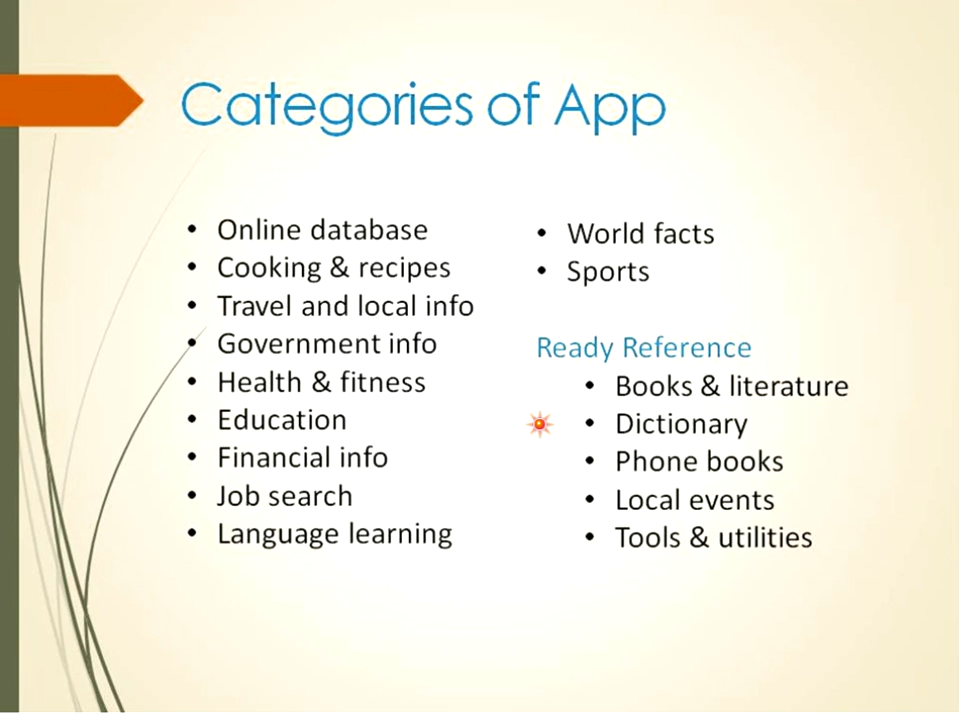 Categories of App
• Online database
• Cooking & recipes
• Travel and local info
• Government info
• Health & fitness
• Education
• Financial info
• Job search
• Language learning
• World facts
• Sports
Ready Reference
• Books & literature
• Dictionary
• Phone books
• Local events
• Tools & utilities